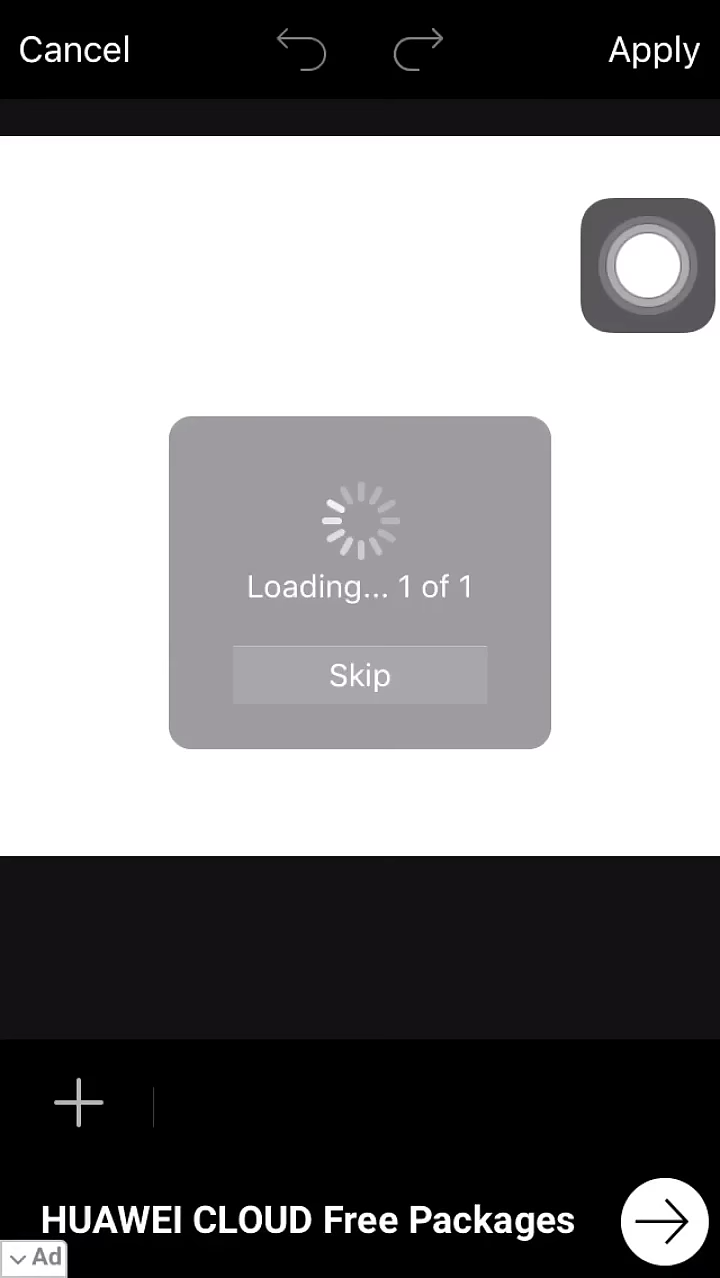 Cancel
Apply
Loading... 1 of 1
Skip
HUAWEI CLOUD Free Packages
Ad